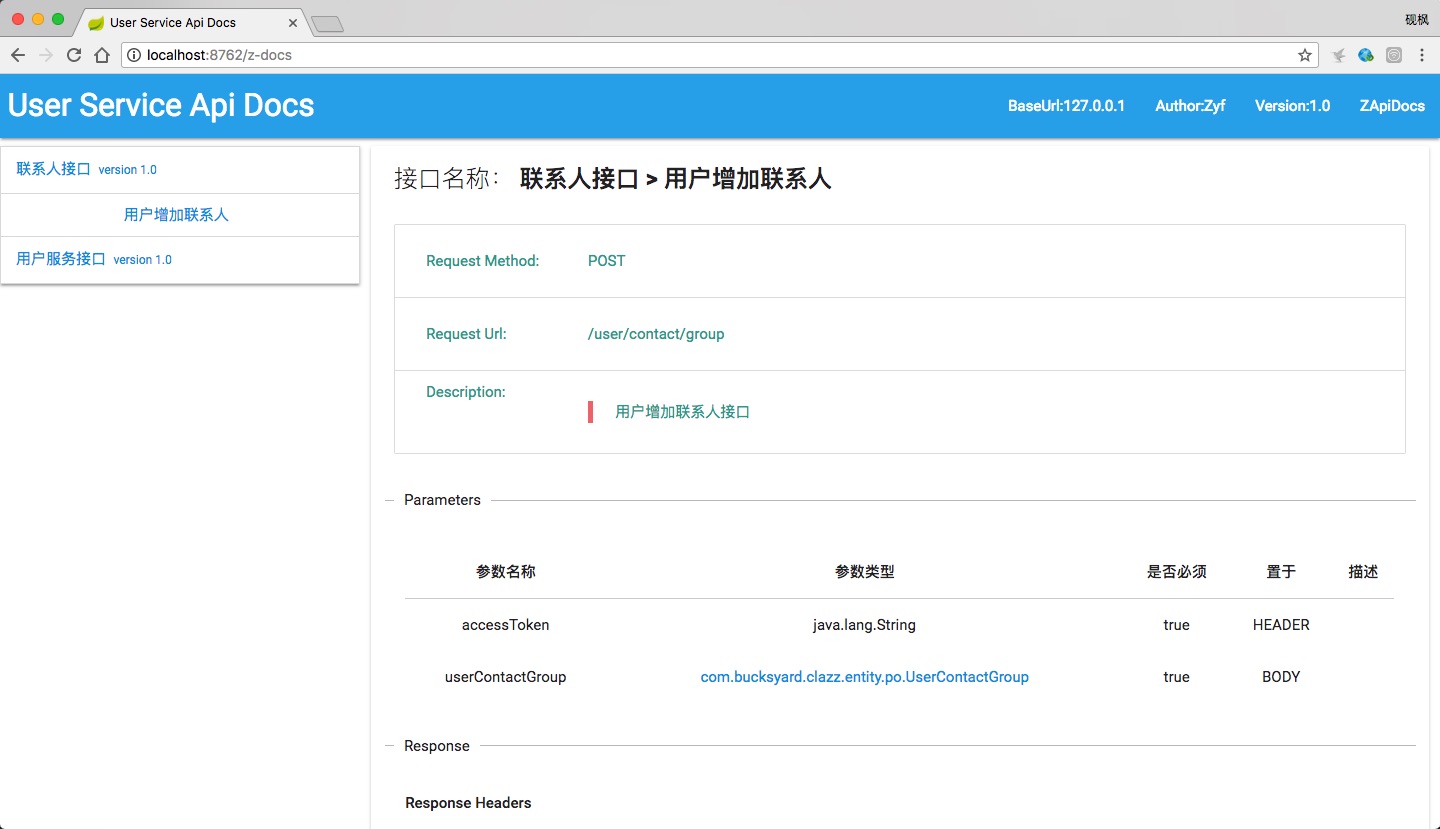 User Service Api Docs
砚枫
localhost:8762/z-docs
User Service Api Docs BaseUrl:127.0.0.1 Author:Zyf Version:1.0 ZApiDocs
联系人接口 version 1.0
用户增加联系人
用户服务接口 version 1.0
接口名称： 联系人接口 > 用户增加联系人
Request Method: POST
Request Url: /user/contact/group
Description:
用户增加联系人接口
Parameters
参数名称 参数类型 是否必须 置于 描述
accessToken java.lang.String true HEADER
userContactGroup com.bucksyard.clazz.entity.po.UserContactGroup true BODY
Response
Response Headers